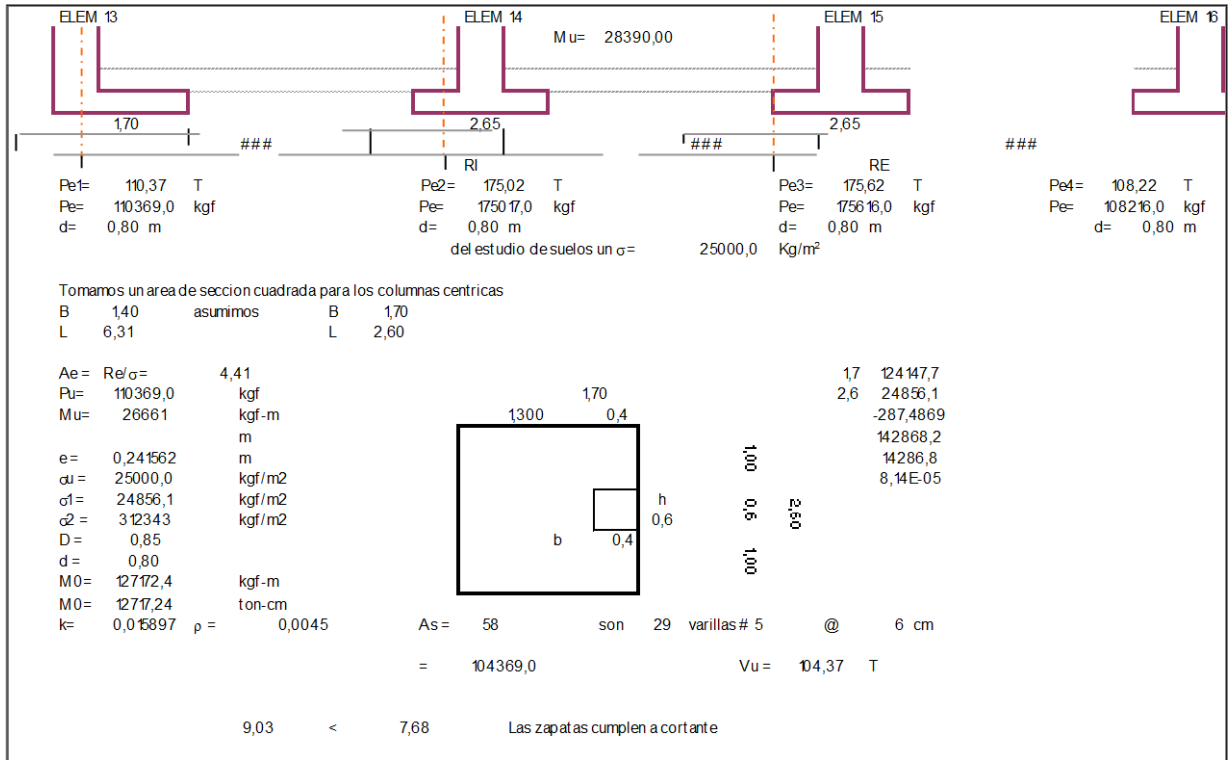 ELEM 13 ELEM 14 ELEM 15 ELEM 16
Mu= 28390,00
1,70 2,65 2,65
### ### ###
RI RE
Pe1= 110,37 T Pe2= 175,02 T Pe3= 175,62 T Pe4= 108,22 T
Pe= 110369,0 kgf Pe= 175017,0 kgf Pe= 175616,0 kgf Pe= 108216,0 kgf
d= 0,80 m d= 0,80 m d= 0,80 m d= 0,80 m
del estudio de suelos un σ= 25000,0 Kg/m²
Tomamos un area de seccion cuadrada para los columnas centricas
B 1,40 asumimos B 1,70
L 6,31 L 2,60
Ae = Re/σ= 4,41 1,7 124147,7
Pu= 110369,0 kgf 1,70 2,6 24856,1
Mu= 26661 kgf-m 1,300 0,4 -287,4869
m 142868,2
e = 0,241562 m 1,00 14286,8
σu = 25000,0 kgf/m2 8,14E-05
σ1= 24856,1 kgf/m2 h
σ2 = 312343 kgf/m2 0,6 0,6 2,60
D = 0,85 b 0,4
d = 0,80 1,00
M0= 127172,4 kgf-m
M0= 12717,24 ton-cm
k= 0,015897 ρ = 0,0045 As = 58 son 29 varillas # 5 @ 6 cm
= 104369,0 Vu = 104,37 T
9,03 < 7,68 Las zapatas cumplen a cortante